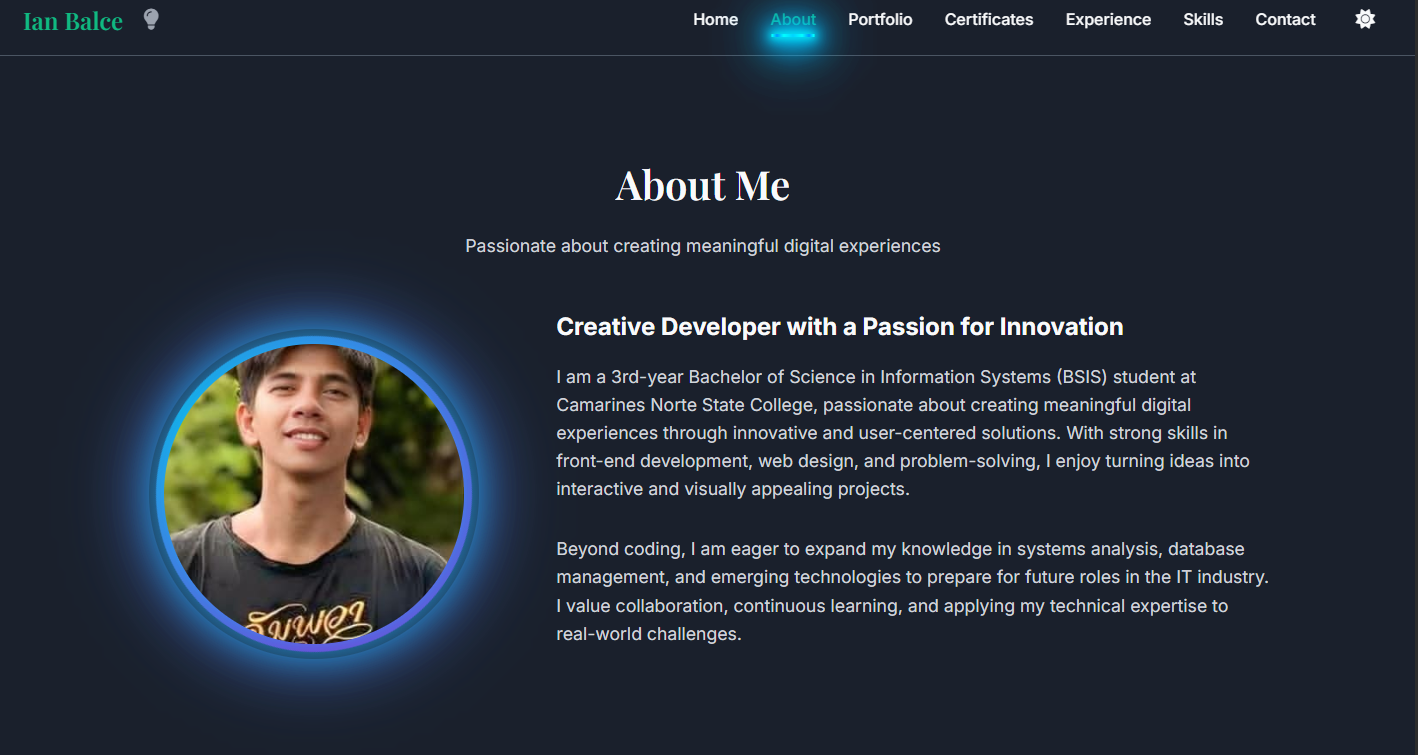 Ian Balce
Home About Portfolio Certificates Experience Skills Contact
About Me
Passionate about creating meaningful digital experiences
Creative Developer with a Passion for Innovation
I am a 3rd-year Bachelor of Science in Information Systems (BSIS) student at
Camarines Norte State College, passionate about creating meaningful digital
experiences through innovative and user-centered solutions. With strong skills in
front-end development, web design, and problem-solving, I enjoy turning ideas into
interactive and visually appealing projects.
Beyond coding, I am eager to expand my knowledge in systems analysis, database
management, and emerging technologies to prepare for future roles in the IT industry.
I value collaboration, continuous learning, and applying my technical expertise to
real-world challenges.